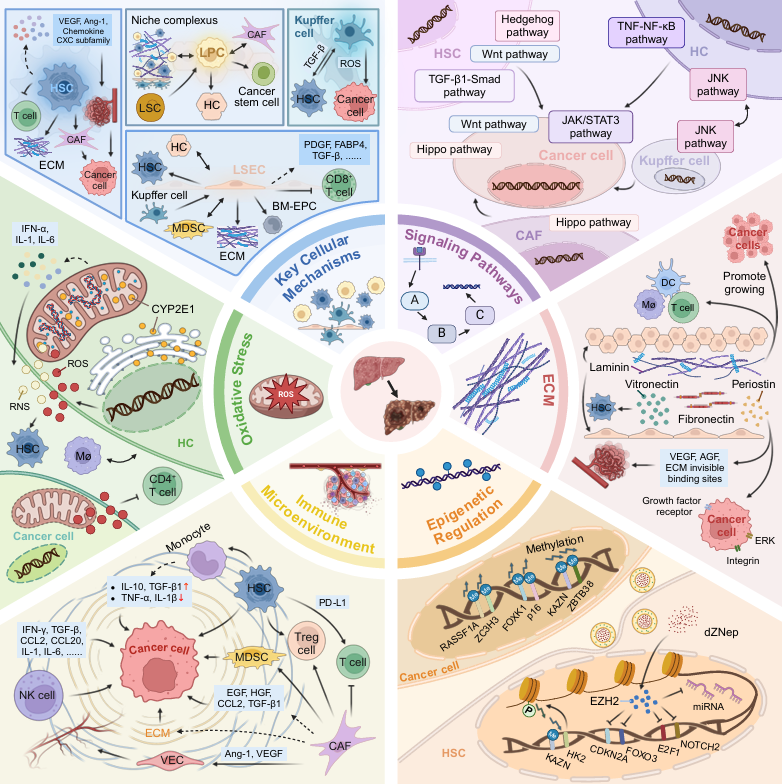 VEGF, Ang-1,
Chemokine
CXC subfamily
HSC
T cell
CAF
ECM
Cancer
cell
Niche complexus
LPC
CAF
LSC
HC
Cancer
stem cell
Kupffer
cell
TGF-β
ROS
HSC
Cancer
cell
HC
HSC
LSEC
PDGF, FABP4,
TGF-β, ......
Kupffer cell
CD8+
T cell
MDSC
BM-EPC
ECM
Key Cellular
Mechanisms
Hedgehog
pathway
TNF-NF-κB
pathway
HSC
Wnt pathway
HC
TGF-β1-Smad
pathway
JNK
pathway
Wnt pathway
JAK/STAT3
pathway
JNK
pathway
Hippo pathway
Cancer cell
Kupffer cell
Hippo pathway
CAF
Signaling Pathways
A
B
C
IFN-α,
IL-1, IL-6
CYP2E1
ROS
RNS
HSC
Mø
HC
CD4+
T cell
Cancer cell
Oxidative Stress
ROS
ECM
Cancer
cells
Promote
growing
DC
Mø
T cell
Laminin
Vitronectin
Periostin
HSC
Fibronectin
VEGF, AGF,
ECM invisible
binding sites
Growth factor
receptor
Cancer
cell
ERK
Integrin
Immune
Microenvironment
Monocyte
IL-10, TGF-β1↑
TNF-α, IL-1β↓
HSC
PD-L1
IFN-γ, TGF-β,
CCL2, CCL20,
IL-1, IL-6, ......
Cancer cell
Treg
cell
MDSC
T cell
NK cell
EGF, HGF,
CCL2, TGF-β1
ECM
Ang-1, VEGF
CAF
VEC
Epigenetic
Regulation
Methylation
Me
Me
Me
Me
Me
Me
RASSF1A
ZC3H3
FOXK1
p16
KAZN
ZBTB38
Cancer cell
dZNep
EZH2
miRNA
P
Me
KAZN
HK2
CDKN2A
FOXO3
E2F1
NOTCH2
HSC